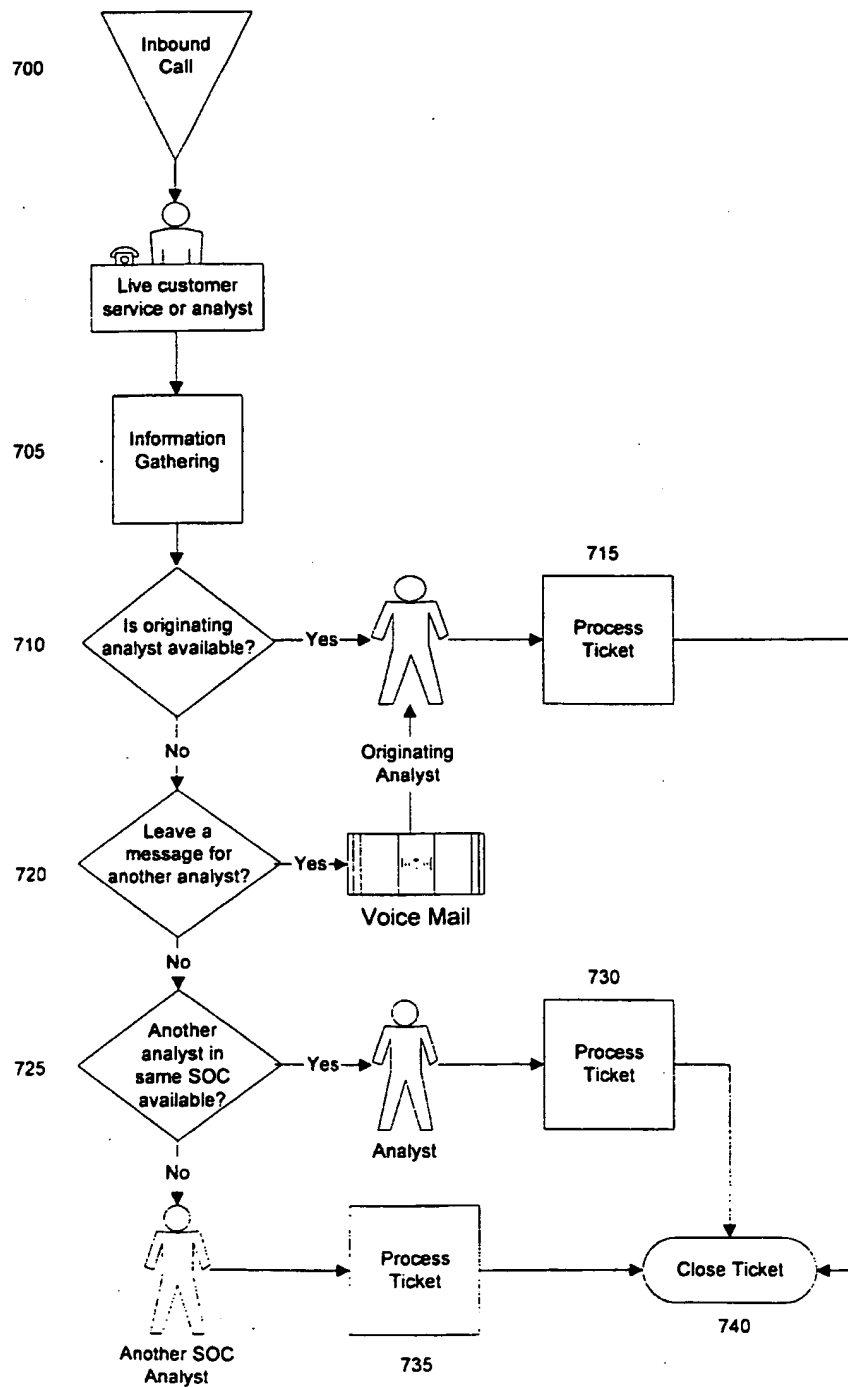 Inbound
Call
700
Live customer
service or analyst
705
Information
Gathering
715
710
Is originating
analyst available?
Yes
Process
Ticket
No
Originating
Analyst
720
Leave a
message for
another analyst?
Yes
Voice Mail
No
730
725
Another
analyst in
same SOC
available?
Yes
Process
Ticket
Analyst
No
Process
Ticket
Close Ticket
740
Another SOC
Analyst
735